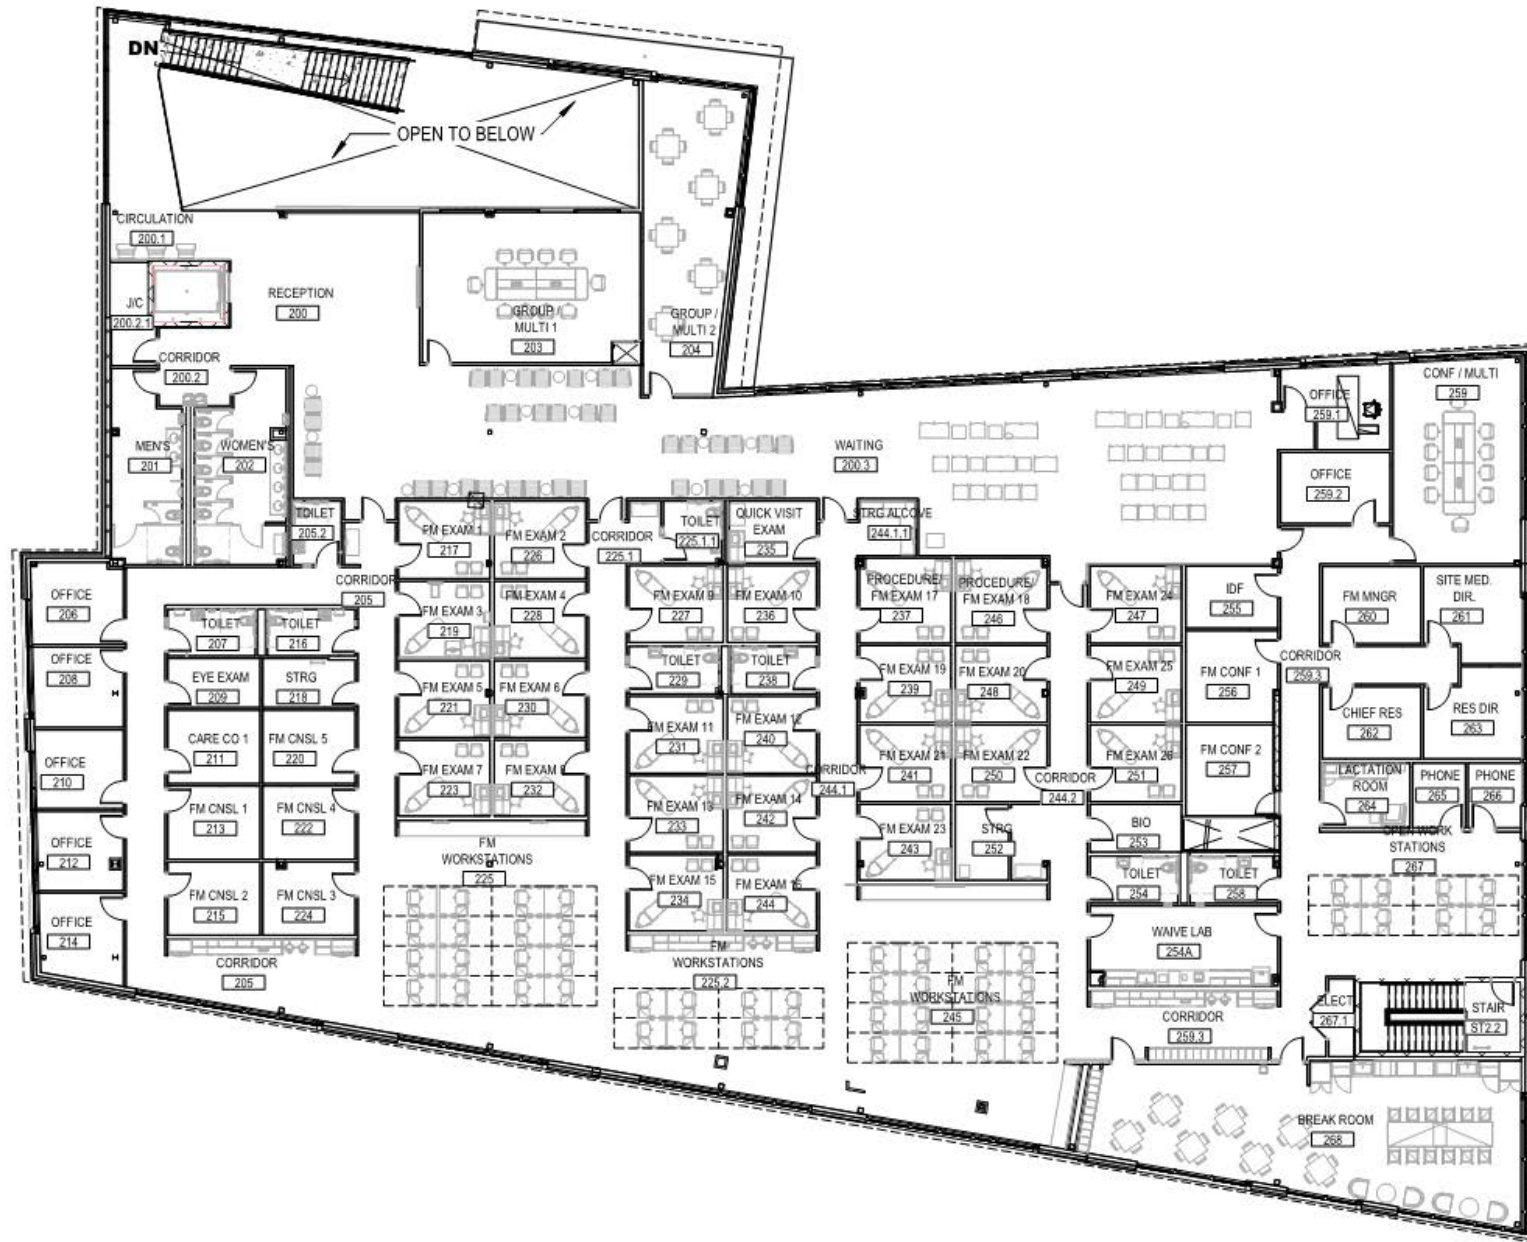 DN
OPEN TO BELOW
CIRCULATION
200.1
J/C
200.2.1
RECEPTION
200
GROUP /
MULTI 1
203
GROUP /
MULTI 2
204
CORRIDOR
200.2
MEN'S
201
WOMEN'S
202
WAITING
200.3
OFFICE
259.1
CONF / MULTI
259
OFFICE
259.2
TOILET
205.2
FM EXAM 1
217
FM EXAM 2
226
CORRIDOR
225.1
TOILET
225.1.1
QUICK VISIT
EXAM
235
STRG ALCOVE
244.1.1
OFFICE
206
CORRIDOR
205
TOILET
207
TOILET
216
FM EXAM 3
219
FM EXAM 4
228
FM EXAM 9
227
FM EXAM 10
236
PROCEDURE/
FM EXAM 17
237
PROCEDURE/
FM EXAM 18
246
FM EXAM 24
247
IDF
255
FM MNGR
260
SITE MED.
DIR.
261
OFFICE
208
EYE EXAM
209
STRG
218
FM EXAM 5
221
FM EXAM 6
230
TOILET
229
TOILET
238
FM EXAM 19
239
FM EXAM 20
248
FM EXAM 25
249
FM CONF 1
256
CORRIDOR
259.3
CHIEF RES
262
RES DIR
263
OFFICE
210
CARE CO 1
211
FM CNSL 5
220
FM EXAM 7
223
FM EXAM 8
232
FM EXAM 11
231
FM EXAM 12
240
CORRIDOR
244.1
FM EXAM 21
241
FM EXAM 22
250
CORRIDOR
244.2
FM EXAM 26
251
FM CONF 2
257
LACTATION
ROOM
264
PHONE
265
PHONE
266
OFFICE
212
FM CNSL 1
213
FM CNSL 4
222
FM
WORKSTATIONS
225
FM EXAM 13
233
FM EXAM 14
242
FM EXAM 23
243
STRG
252
BIO
253
OPEN WORK
STATIONS
267
OFFICE
214
FM CNSL 2
215
FM CNSL 3
224
FM EXAM 15
234
FM EXAM 16
244
TOILET
254
TOILET
258
WAIVE LAB
254A
CORRIDOR
205
FM
WORKSTATIONS
225.2
FM
WORKSTATIONS
245
CORRIDOR
259.3
ELECT
267.1
STAIR
ST2.2
BREAK ROOM
268